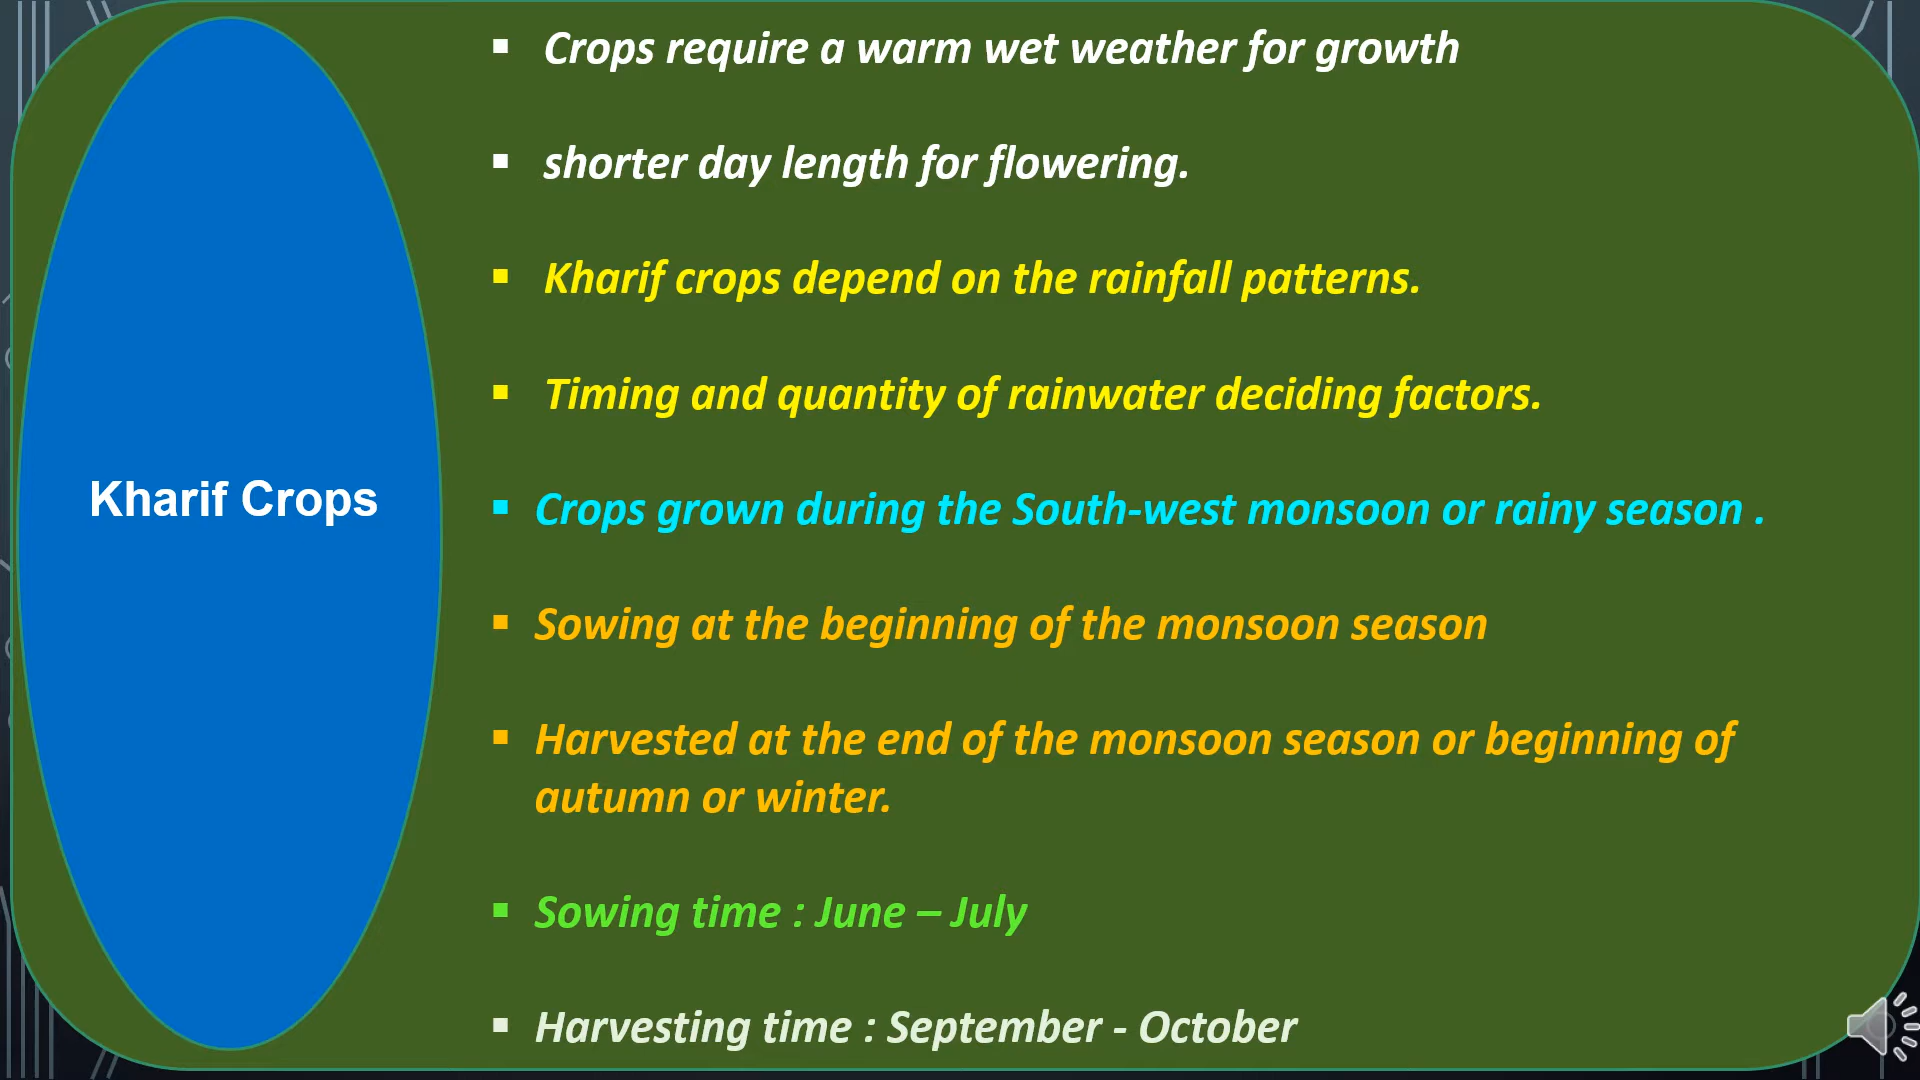 Kharif Crops
▪ Crops require a warm wet weather for growth
▪ shorter day length for flowering.
▪ Kharif crops depend on the rainfall patterns.
▪ Timing and quantity of rainwater deciding factors.
▪ Crops grown during the South-west monsoon or rainy season .
▪ Sowing at the beginning of the monsoon season
▪ Harvested at the end of the monsoon season or beginning of
autumn or winter.
▪ Sowing time : June – July
▪ Harvesting time : September - October